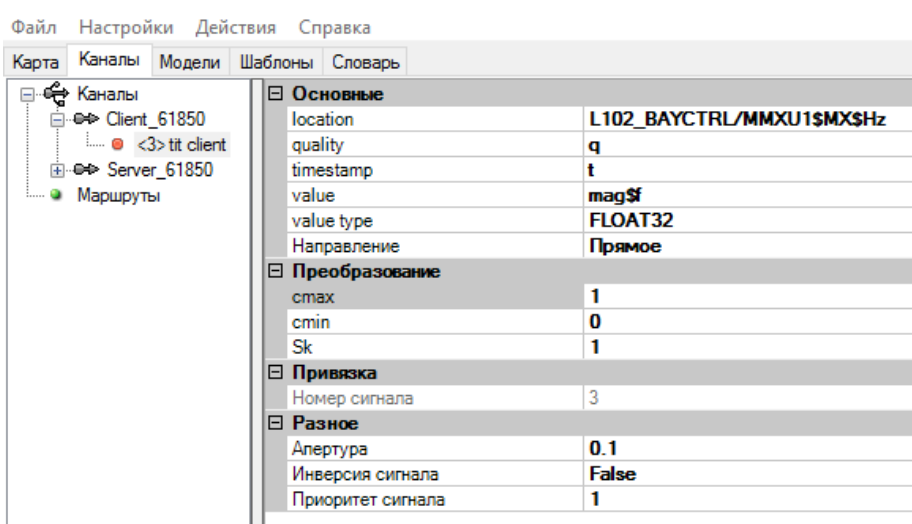 Файл Настройки Действия Справка
Карта Каналы Модели Шаблоны Словарь
Каналы
Client_61850
<3> tit client
Server_61850
Маршруты
Основные
location L102_BAYCTRL/MMXU1$MX$Hz
quality q
timestamp t
value mag$f
value type FLOAT32
Направление Прямое
Преобразование
cmax 1
cmin 0
Sk 1
Привязка
Номер сигнала 3
Разное
Апертура 0.1
Инверсия сигнала False
Приоритет сигнала 1